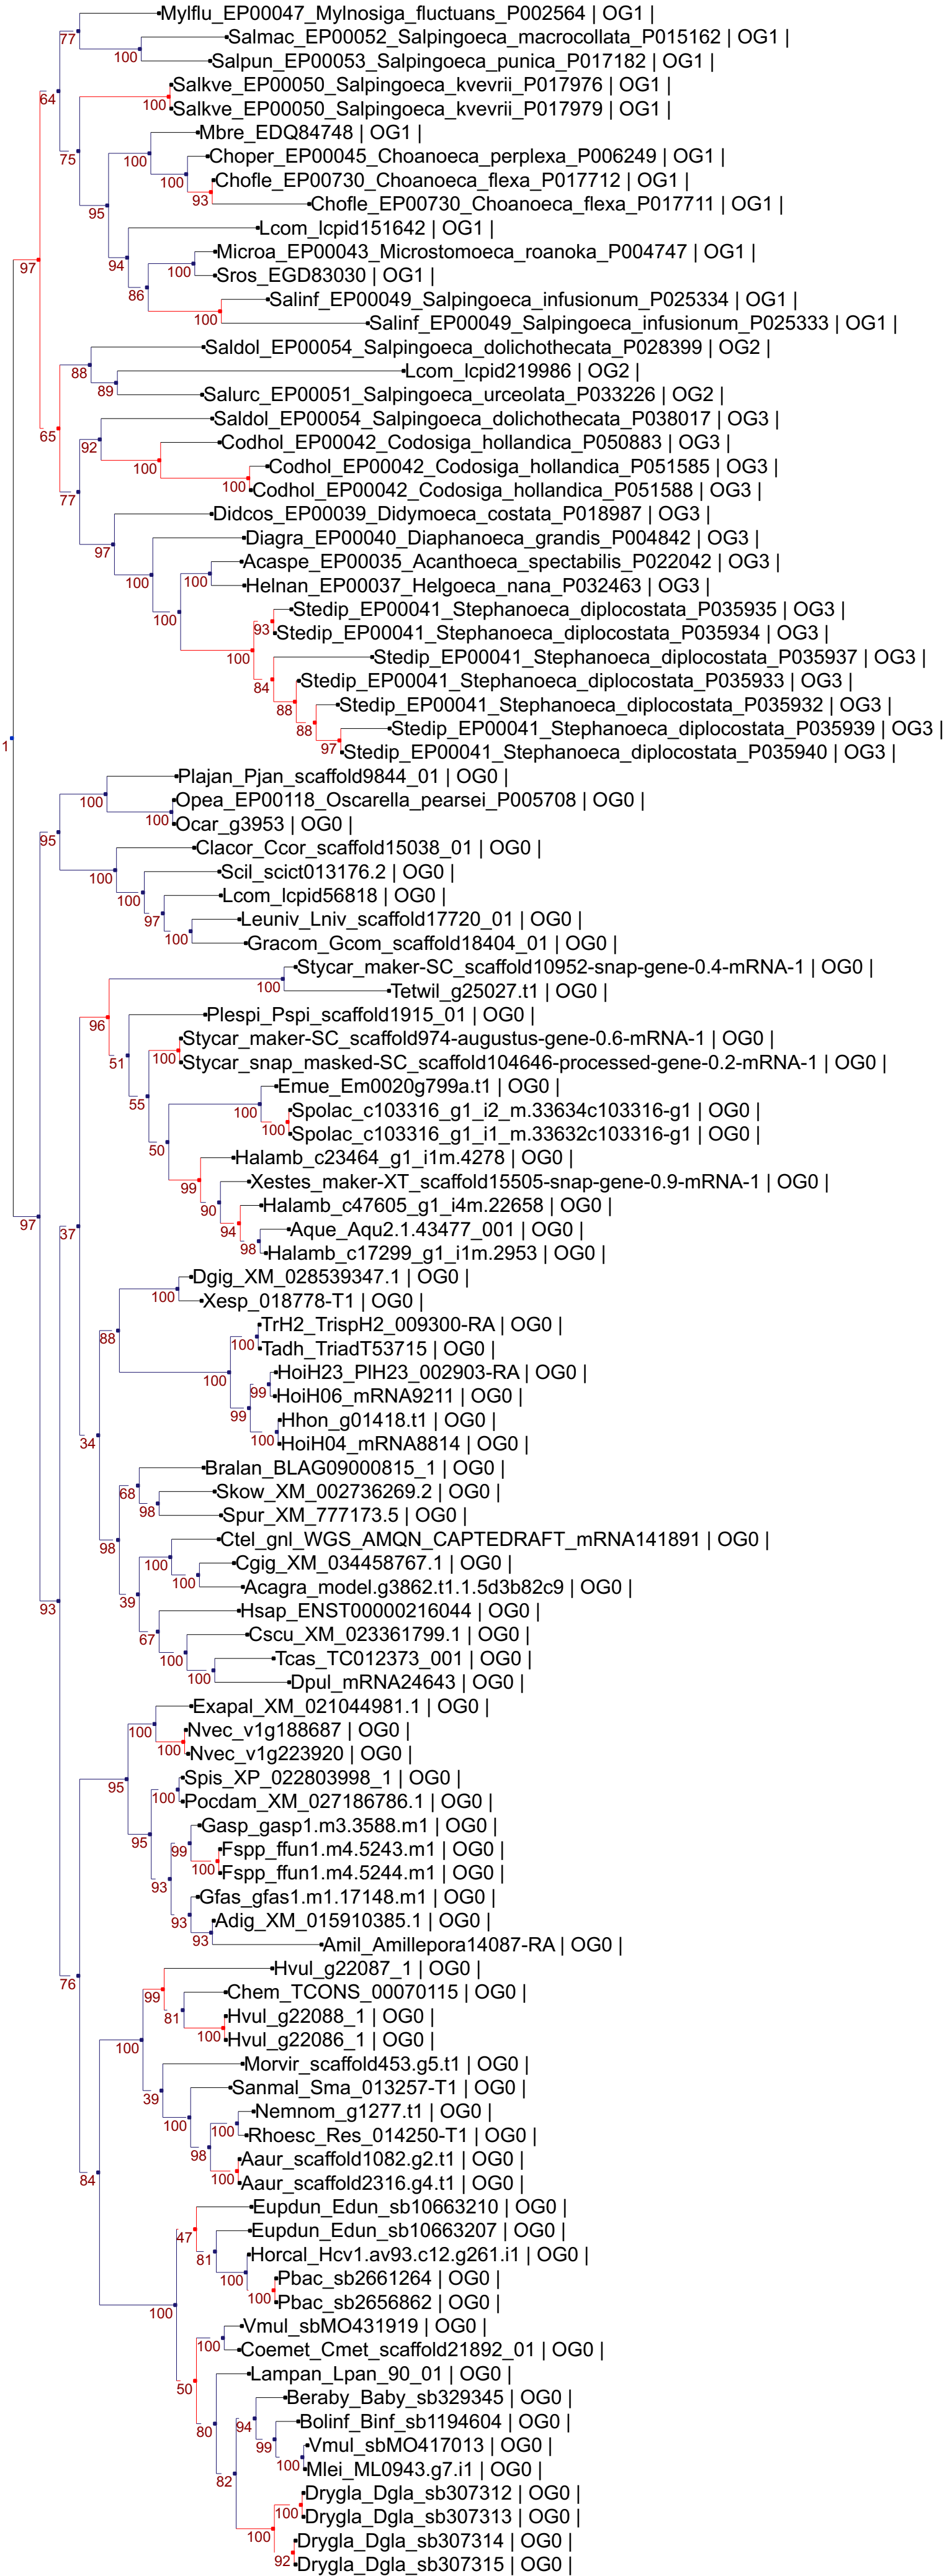 Mylflu_EP00047_Mylnosiga_fluctuans_P002564 | OG1 |
77
Salmac_EP00052_Salpingoeca_macrocollata_P015162 | OG1 |
100
Salpun_EP00053_Salpingoeca_punica_P017182 | OG1 |
Salkve_EP00050_Salpingoeca_kvevrii_P017976 | OG1 |
64
100
Salkve_EP00050_Salpingoeca_kvevrii_P017979 | OG1 |
Mbre_EDQ84748 | OG1 |
75
100
Choper_EP00045_Choanoeca_perplexa_P006249 | OG1 |
100
Chofle_EP00730_Choanoeca_flexa_P017712 | OG1 |
93
Chofle_EP00730_Choanoeca_flexa_P017711 | OG1 |
95
Lcom_lcpid151642 | OG1 |
94
Microa_EP00043_Microstomoeca_roanoka_P004747 | OG1 |
97
100
Sros_EGD83030 | OG1 |
86
Salinf_EP00049_Salpingoeca_infusionum_P025334 | OG1 |
100
Salinf_EP00049_Salpingoeca_infusionum_P025333 | OG1 |
Saldol_EP00054_Salpingoeca_dolichothecata_P028399 | OG2 |
88
Lcom_lcpid219986 | OG2 |
89
Salurc_EP00051_Salpingoeca_urceolata_P033226 | OG2 |
Saldol_EP00054_Salpingoeca_dolichothecata_P038017 | OG3 |
65
92
Codhol_EP00042_Codosiga_hollandica_P050883 | OG3 |
100
Codhol_EP00042_Codosiga_hollandica_P051585 | OG3 |
100
Codhol_EP00042_Codosiga_hollandica_P051588 | OG3 |
77
Didcos_EP00039_Didymoeca_costata_P018987 | OG3 |
97
Diagra_EP00040_Diaphanoeca_grandis_P004842 | OG3 |
100
Acaspe_EP00035_Acanthoeca_spectabilis_P022042 | OG3 |
100
Helnan_EP00037_Helgoeca_nana_P032463 | OG3 |
100
Stedip_EP00041_Stephanoeca_diplocostata_P035935 | OG3 |
93
Stedip_EP00041_Stephanoeca_diplocostata_P035934 | OG3 |
100
Stedip_EP00041_Stephanoeca_diplocostata_P035937 | OG3 |
84
Stedip_EP00041_Stephanoeca_diplocostata_P035933 | OG3 |
88
Stedip_EP00041_Stephanoeca_diplocostata_P035932 | OG3 |
88
Stedip_EP00041_Stephanoeca_diplocostata_P035939 | OG3 |
97
Stedip_EP00041_Stephanoeca_diplocostata_P035940 | OG3 |
1
Plajan_Pjan_scaffold9844_01 | OG0 |
100
Opea_EP00118_Oscarella_pearsei_P005708 | OG0 |
100
Ocar_g3953 | OG0 |
95
Clacor_Ccor_scaffold15038_01 | OG0 |
100
Scil_scict013176.2 | OG0 |
100
Lcom_lcpid56818 | OG0 |
97
Leuniv_Lniv_scaffold17720_01 | OG0 |
100
Gracom_Gcom_scaffold18404_01 | OG0 |
Stycar_maker-SC_scaffold10952-snap-gene-0.4-mRNA-1 | OG0 |
100
Tetwil_g25027.t1 | OG0 |
96
Plespi_Pspi_scaffold1915_01 | OG0 |
51
Stycar_maker-SC_scaffold974-augustus-gene-0.6-mRNA-1 | OG0 |
100
Stycar_snap_masked-SC_scaffold104646-processed-gene-0.2-mRNA-1 | OG0 |
55
Emue_Em0020g799a.t1 | OG0 |
100
Spolac_c103316_g1_i2_m.33634c103316-g1 | OG0 |
100
Spolac_c103316_g1_i1_m.33632c103316-g1 | OG0 |
50
Halamb_c23464_g1_i1m.4278 | OG0 |
99
Xestes_maker-XT_scaffold15505-snap-gene-0.9-mRNA-1 | OG0 |
90
Halamb_c47605_g1_i4m.22658 | OG0 |
97
94
Aque_Aqu2.1.43477_001 | OG0 |
37
98
Halamb_c17299_g1_i1m.2953 | OG0 |
Dgig_XM_028539347.1 | OG0 |
100
Xesp_018778-T1 | OG0 |
88
TrH2_TrispH2_009300-RA | OG0 |
100
Tadh_TriadT53715 | OG0 |
100
HoiH23_PlH23_002903-RA | OG0 |
99
HoiH06_mRNA9211 | OG0 |
99
Hhon_g01418.t1 | OG0 |
34
100
HoiH04_mRNA8814 | OG0 |
Bralan_BLAG09000815_1 | OG0 |
68
Skow_XM_002736269.2 | OG0 |
98
Spur_XM_777173.5 | OG0 |
98
Ctel_gnl_WGS_AMQN_CAPTEDRAFT_mRNA141891 | OG0 |
100
Cgig_XM_034458767.1 | OG0 |
100
Acagra_model.g3862.t1.1.5d3b82c9 | OG0 |
39
93
Hsap_ENST00000216044 | OG0 |
67
Cscu_XM_023361799.1 | OG0 |
100
Tcas_TC012373_001 | OG0 |
100
Dpul_mRNA24643 | OG0 |
Exapal_XM_021044981.1 | OG0 |
100
Nvec_v1g188687 | OG0 |
100
Nvec_v1g223920 | OG0 |
95
Spis_XP_022803998_1 | OG0 |
100
Pocdam_XM_027186786.1 | OG0 |
95
Gasp_gasp1.m3.3588.m1 | OG0 |
99
Fspp_ffun1.m4.5243.m1 | OG0 |
100
Fspp_ffun1.m4.5244.m1 | OG0 |
93
Gfas_gfas1.m1.17148.m1 | OG0 |
93
Adig_XM_015910385.1 | OG0 |
93
Amil_Amillepora14087-RA | OG0 |
76
Hvul_g22087_1 | OG0 |
99
Chem_TCONS_00070115 | OG0 |
81
Hvul_g22088_1 | OG0 |
100
Hvul_g22086_1 | OG0 |
100
Morvir_scaffold453.g5.t1 | OG0 |
39
Sanmal_Sma_013257-T1 | OG0 |
100
Nemnom_g1277.t1 | OG0 |
100
Rhoesc_Res_014250-T1 | OG0 |
98
Aaur_scaffold1082.g2.t1 | OG0 |
84
100
Aaur_scaffold2316.g4.t1 | OG0 |
Eupdun_Edun_sb10663210 | OG0 |
47
Eupdun_Edun_sb10663207 | OG0 |
81
Horcal_Hcv1.av93.c12.g261.i1 | OG0 |
100
Pbac_sb2661264 | OG0 |
100
Pbac_sb2656862 | OG0 |
100
Vmul_sbMO431919 | OG0 |
100
Coemet_Cmet_scaffold21892_01 | OG0 |
50
Lampan_Lpan_90_01 | OG0 |
Beraby_Baby_sb329345 | OG0 |
80
94
Bolinf_Binf_sb1194604 | OG0 |
99
Vmul_sbMO417013 | OG0 |
100
Mlei_ML0943.g7.i1 | OG0 |
82
Drygla_Dgla_sb307312 | OG0 |
100
Drygla_Dgla_sb307313 | OG0 |
100
Drygla_Dgla_sb307314 | OG0 |
92
Drygla_Dgla_sb307315 | OG0 |